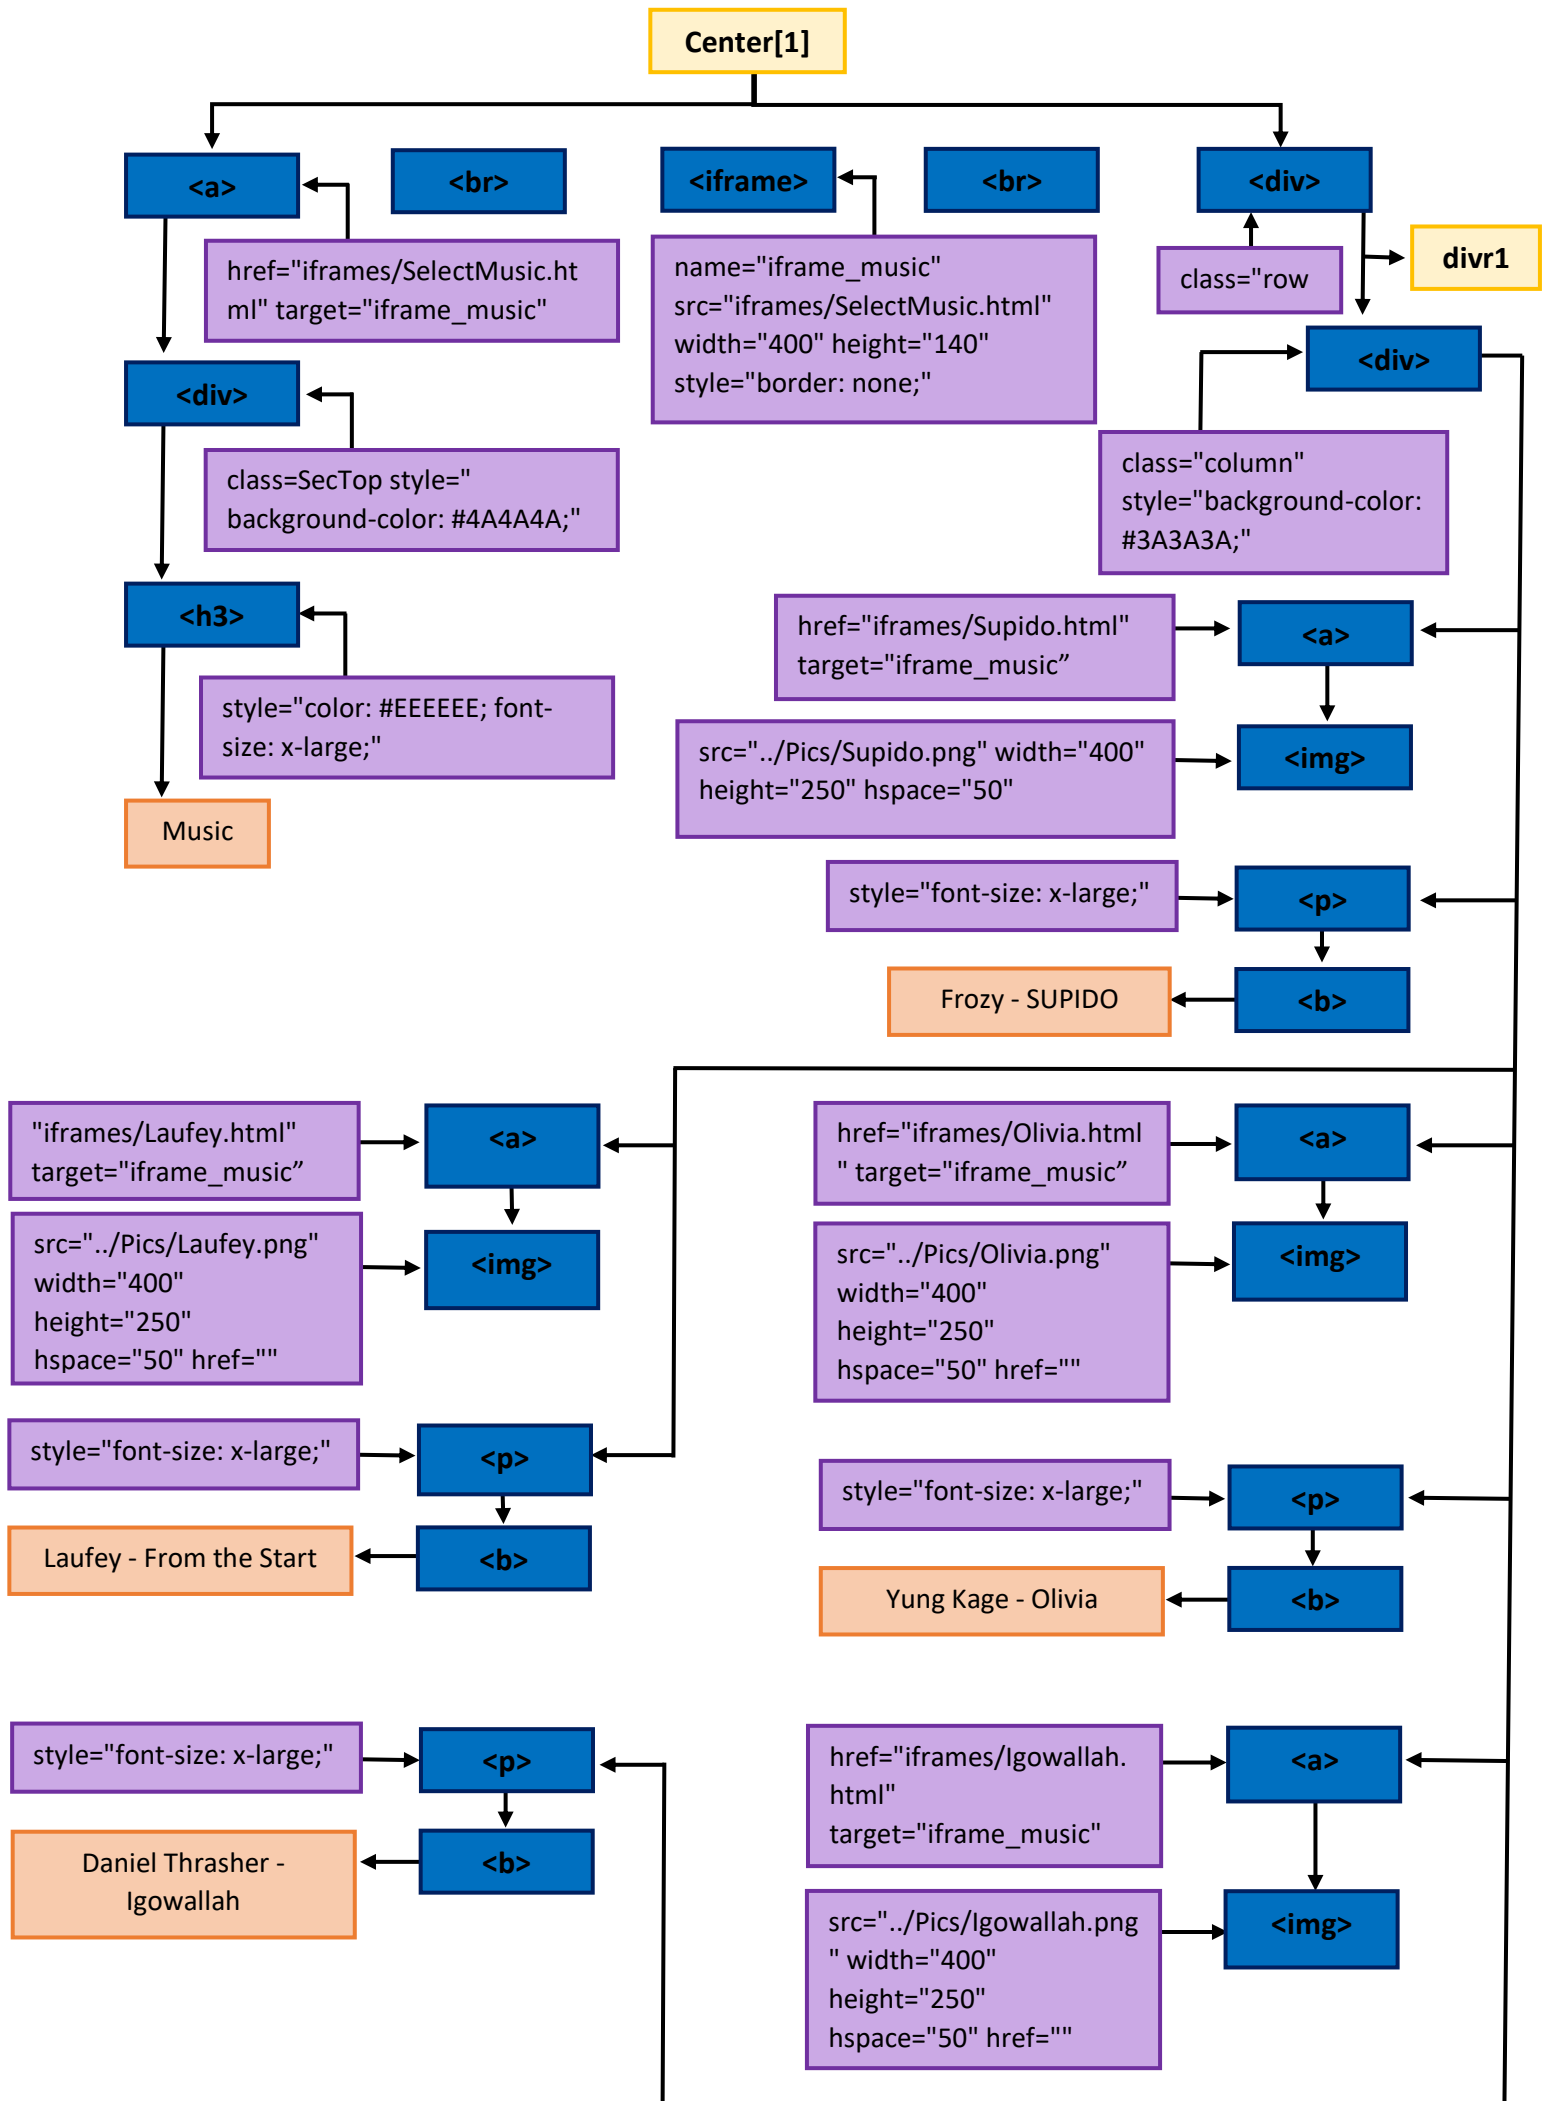 Center[1]
<a>
<br>
<iframe>
<br>
<div>
href="iframes/SelectMusic.ht
ml" target="iframe_music"
name="iframe_music"
src="iframes/SelectMusic.html"
width="400" height="140"
style="border: none;"
class="row
divr1
<div>
<div>
class=SecTop style="
background-color: #4A4A4A;"
class="column"
style="background-color:
#3A3A3A;"
<h3>
style="color: #EEEEEE; font-
size: x-large;"
Music
href="iframes/Supido.html"
target="iframe_music”
<a>
src="../Pics/Supido.png" width="400"
height="250" hspace="50"
<img>
style="font-size: x-large;"
<p>
Frozy - SUPIDO
<b>
"iframes/Laufey.html"
target="iframe_music”
<a>
href="iframes/Olivia.html
" target="iframe_music”
<a>
src="../Pics/Laufey.png"
width="400"
height="250"
hspace="50" href=""
<img>
src="../Pics/Olivia.png"
width="400"
height="250"
hspace="50" href=""
<img>
style="font-size: x-large;"
<p>
style="font-size: x-large;"
<p>
Laufey - From the Start
<b>
Yung Kage - Olivia
<b>
style="font-size: x-large;"
<p>
href="iframes/Igowallah.
html"
target="iframe_music"
<a>
Daniel Thrasher -
Igowallah
<b>
src="../Pics/Igowallah.png
" width="400"
height="250"
hspace="50" href=""
<img>